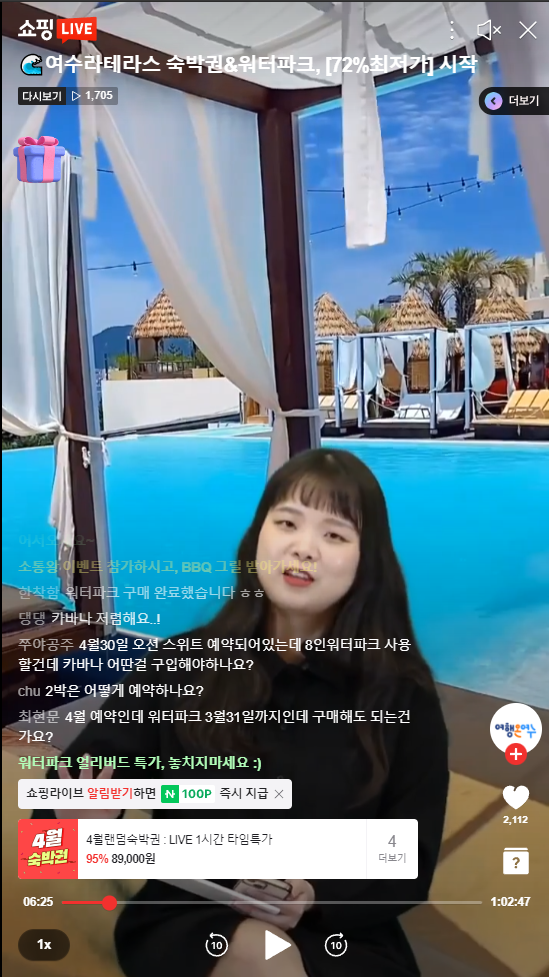 쇼핑 LIVE
🌊여수라테라스 숙박권&워터파크, [72%최저가] 시작
다시보기 ▷ 1,705
더보기
소통왕 이벤트 참가하시고, BBQ 그릴 받아가세요!
한착함 워터파크 구매 완료했습니다 ㅎㅎ
댕댕 카바나 저렴해요..!
쭈야공주 4월30일 오션 스위트 예약되어있는데 8인워터파크 사용
할건데 카바나 어딴걸 구입해야하나요?
chu 2박은 어떻게 예약하나요?
최현문 4월 예약인데 워터파크 3월31일까지인데 구매해도 되는건
가요?
워터파크 얼리버드 특가, 놓치지마세요 :)
여행은여수
2,112
쇼핑라이브 알림받기하면 N 100P 즉시 지급
4월
숙박권
4월랜덤숙박권 : LIVE 1시간 타임특가
95% 89,000원
4
더보기
?
06:25
1:02:47
1x
10
10